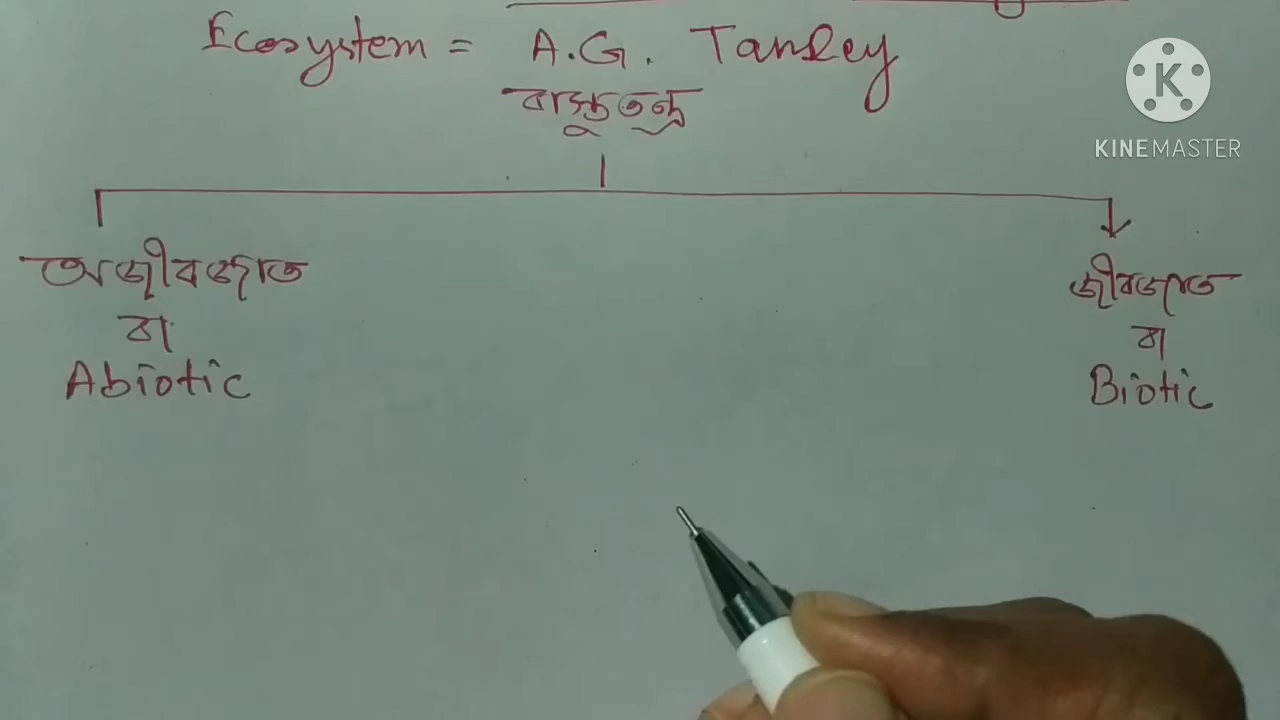 Ecosystem = A.G. Tansley
বাস্তুতন্ত্র
অজীবজাত
বা
Abiotic
জীবজাত
বা
Biotic
K
KINEMASTER